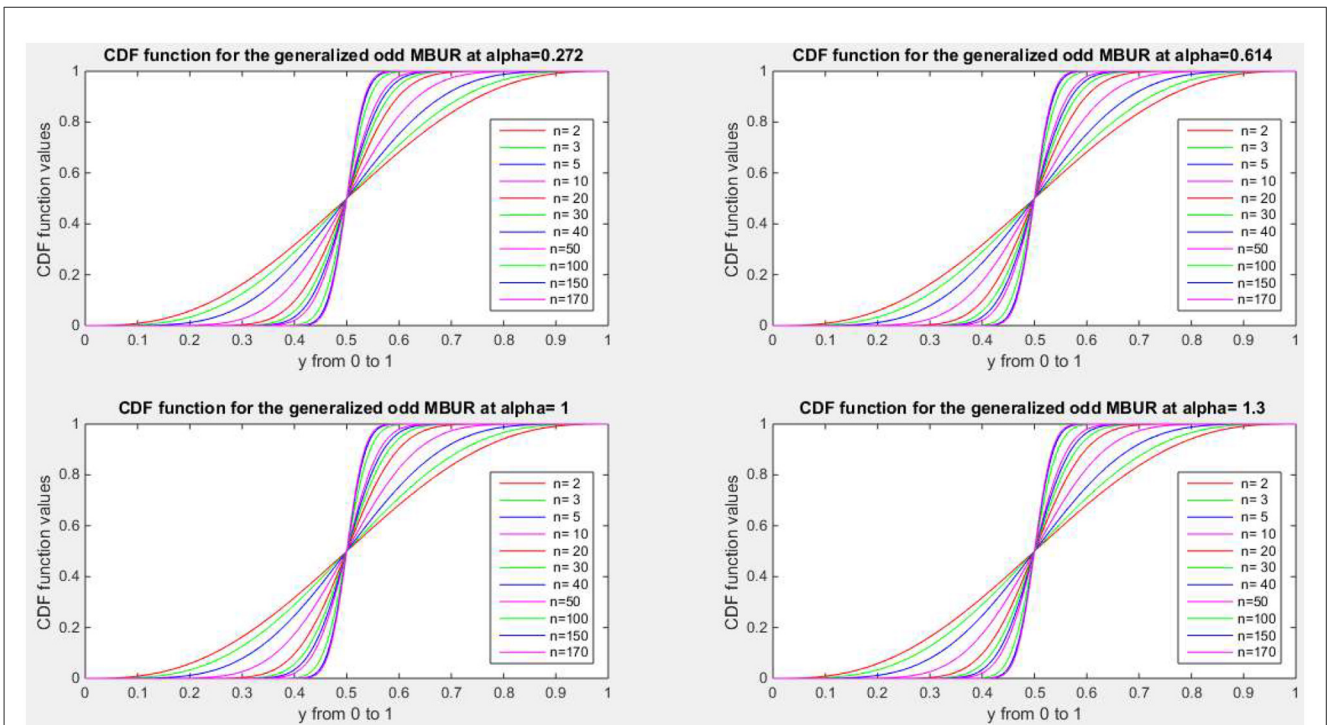 CDF function for the generalized odd MBUR at alpha=0.272
CDF function values
1
0.8
0.6
0.4
0.2
0
0 0.1 0.2 0.3 0.4 0.5 0.6 0.7 0.8 0.9 1
y from 0 to 1
n= 2
n= 3
n= 5
n= 10
n= 20
n= 30
n= 40
n=50
n=100
n=150
n=170
CDF function for the generalized odd MBUR at alpha=0.614
CDF function values
1
0.8
0.6
0.4
0.2
0
0 0.1 0.2 0.3 0.4 0.5 0.6 0.7 0.8 0.9 1
y from 0 to 1
n= 2
n= 3
n= 5
n= 10
n= 20
n= 30
n= 40
n=50
n=100
n=150
n=170
CDF function for the generalized odd MBUR at alpha= 1
CDF function values
1
0.8
0.6
0.4
0.2
0
0 0.1 0.2 0.3 0.4 0.5 0.6 0.7 0.8 0.9 1
y from 0 to 1
n= 2
n= 3
n= 5
n= 10
n= 20
n= 30
n= 40
n=50
n=100
n=150
n=170
CDF function for the generalized odd MBUR at alpha= 1.3
CDF function values
1
0.8
0.6
0.4
0.2
0
0 0.1 0.2 0.3 0.4 0.5 0.6 0.7 0.8 0.9 1
y from 0 to 1
n= 2
n= 3
n= 5
n= 10
n= 20
n= 30
n= 40
n=50
n=100
n=150
n=170